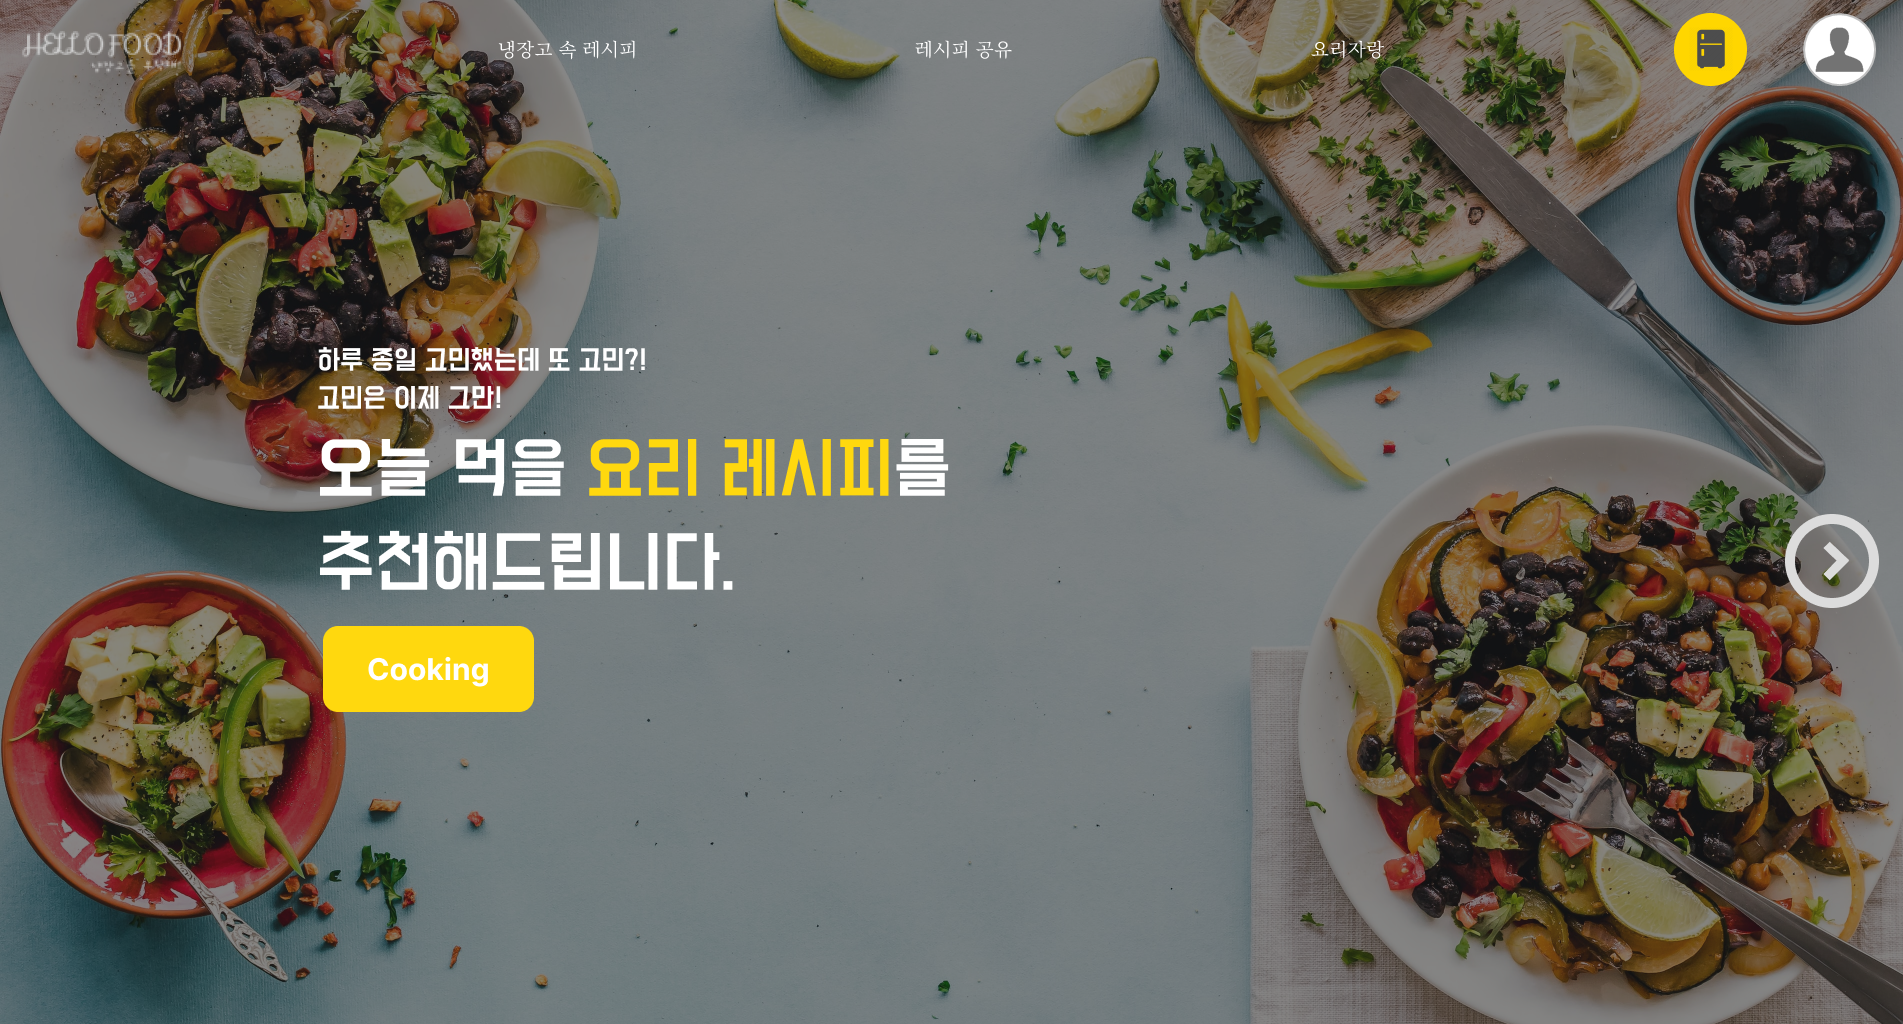 HELLO FOOD
냉장고 속 레시피
레시피 공유
요리자랑
하루 종일 고민했는데 또 고민?!
고민은 이제 그만!
오늘 먹을 요리 레시피를
추천해드립니다.
Cooking